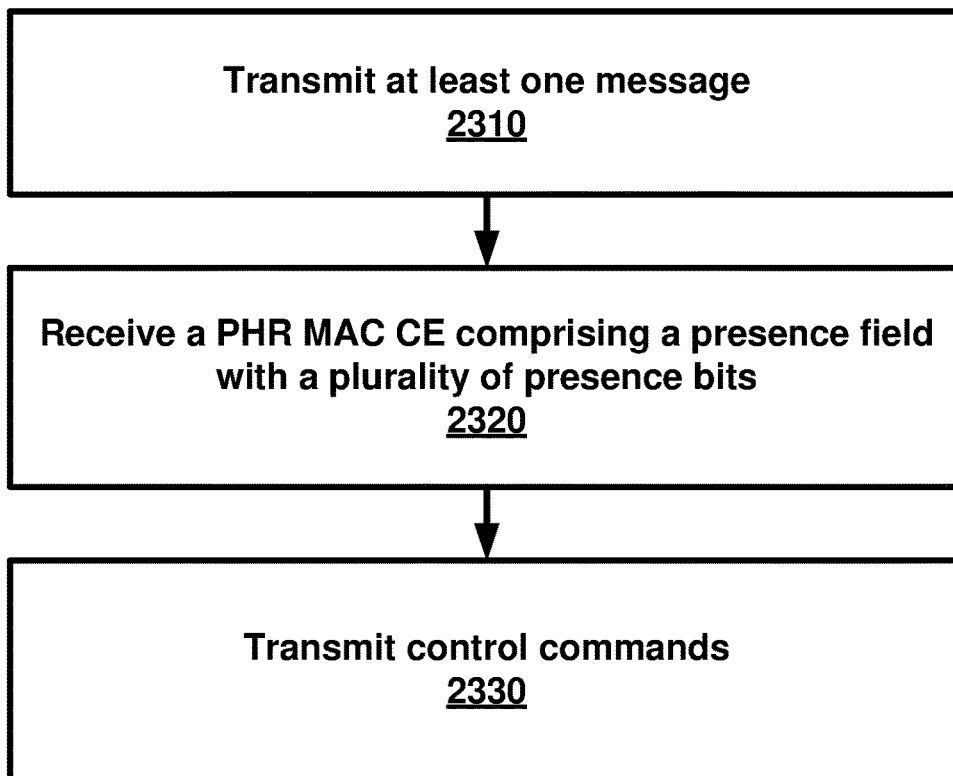 Transmit at least one message
2310
Receive a PHR MAC CE comprising a presence field
with a plurality of presence bits
2320
Transmit control commands
2330